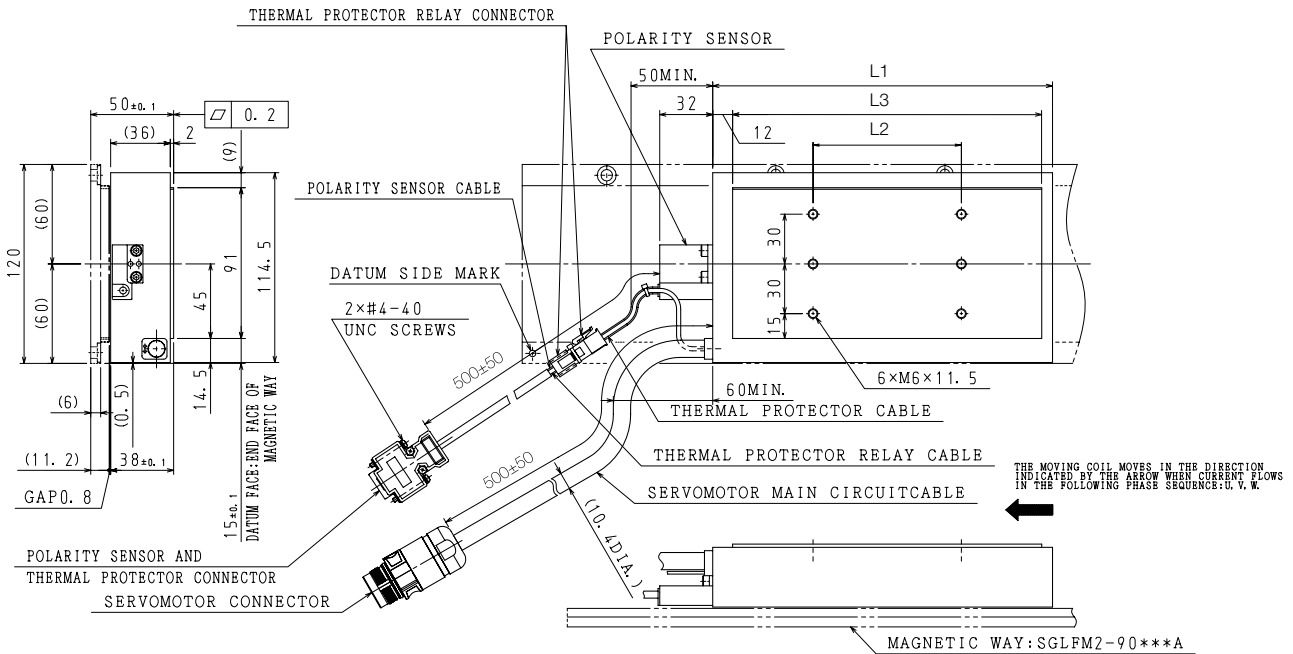 THERMAL PROTECTOR RELAY CONNECTOR
POLARITY SENSOR
50MIN.
L1
32
L3
12
L2
50±0.1
0.2
(36)
2
(9)
POLARITY SENSOR CABLE
120
(60)
(60)
91
114.5
45
14.5
30
30
15
DATUM SIDE MARK
2×#4-40
UNC SCREWS
500±50
60MIN.
6×M6×11.5
THERMAL PROTECTOR CABLE
(6)
(0.5)
(11.2)
38±0.1
GAP0.8
15±0.1
DATUM FACE:END FACE OF
MAGNETIC WAY
THERMAL PROTECTOR RELAY CABLE
500±50
SERVOMOTOR MAIN CIRCUITCABLE
(10.4DIA.)
THE MOVING COIL MOVES IN THE DIRECTION
INDICATED BY THE ARROW WHEN CURRENT FLOWS
IN THE FOLLOWING PHASE SEQUENCE:U,V,W.
POLARITY SENSOR AND
THERMAL PROTECTOR CONNECTOR
SERVOMOTOR CONNECTOR
MAGNETIC WAY:SGLFM2-90***A